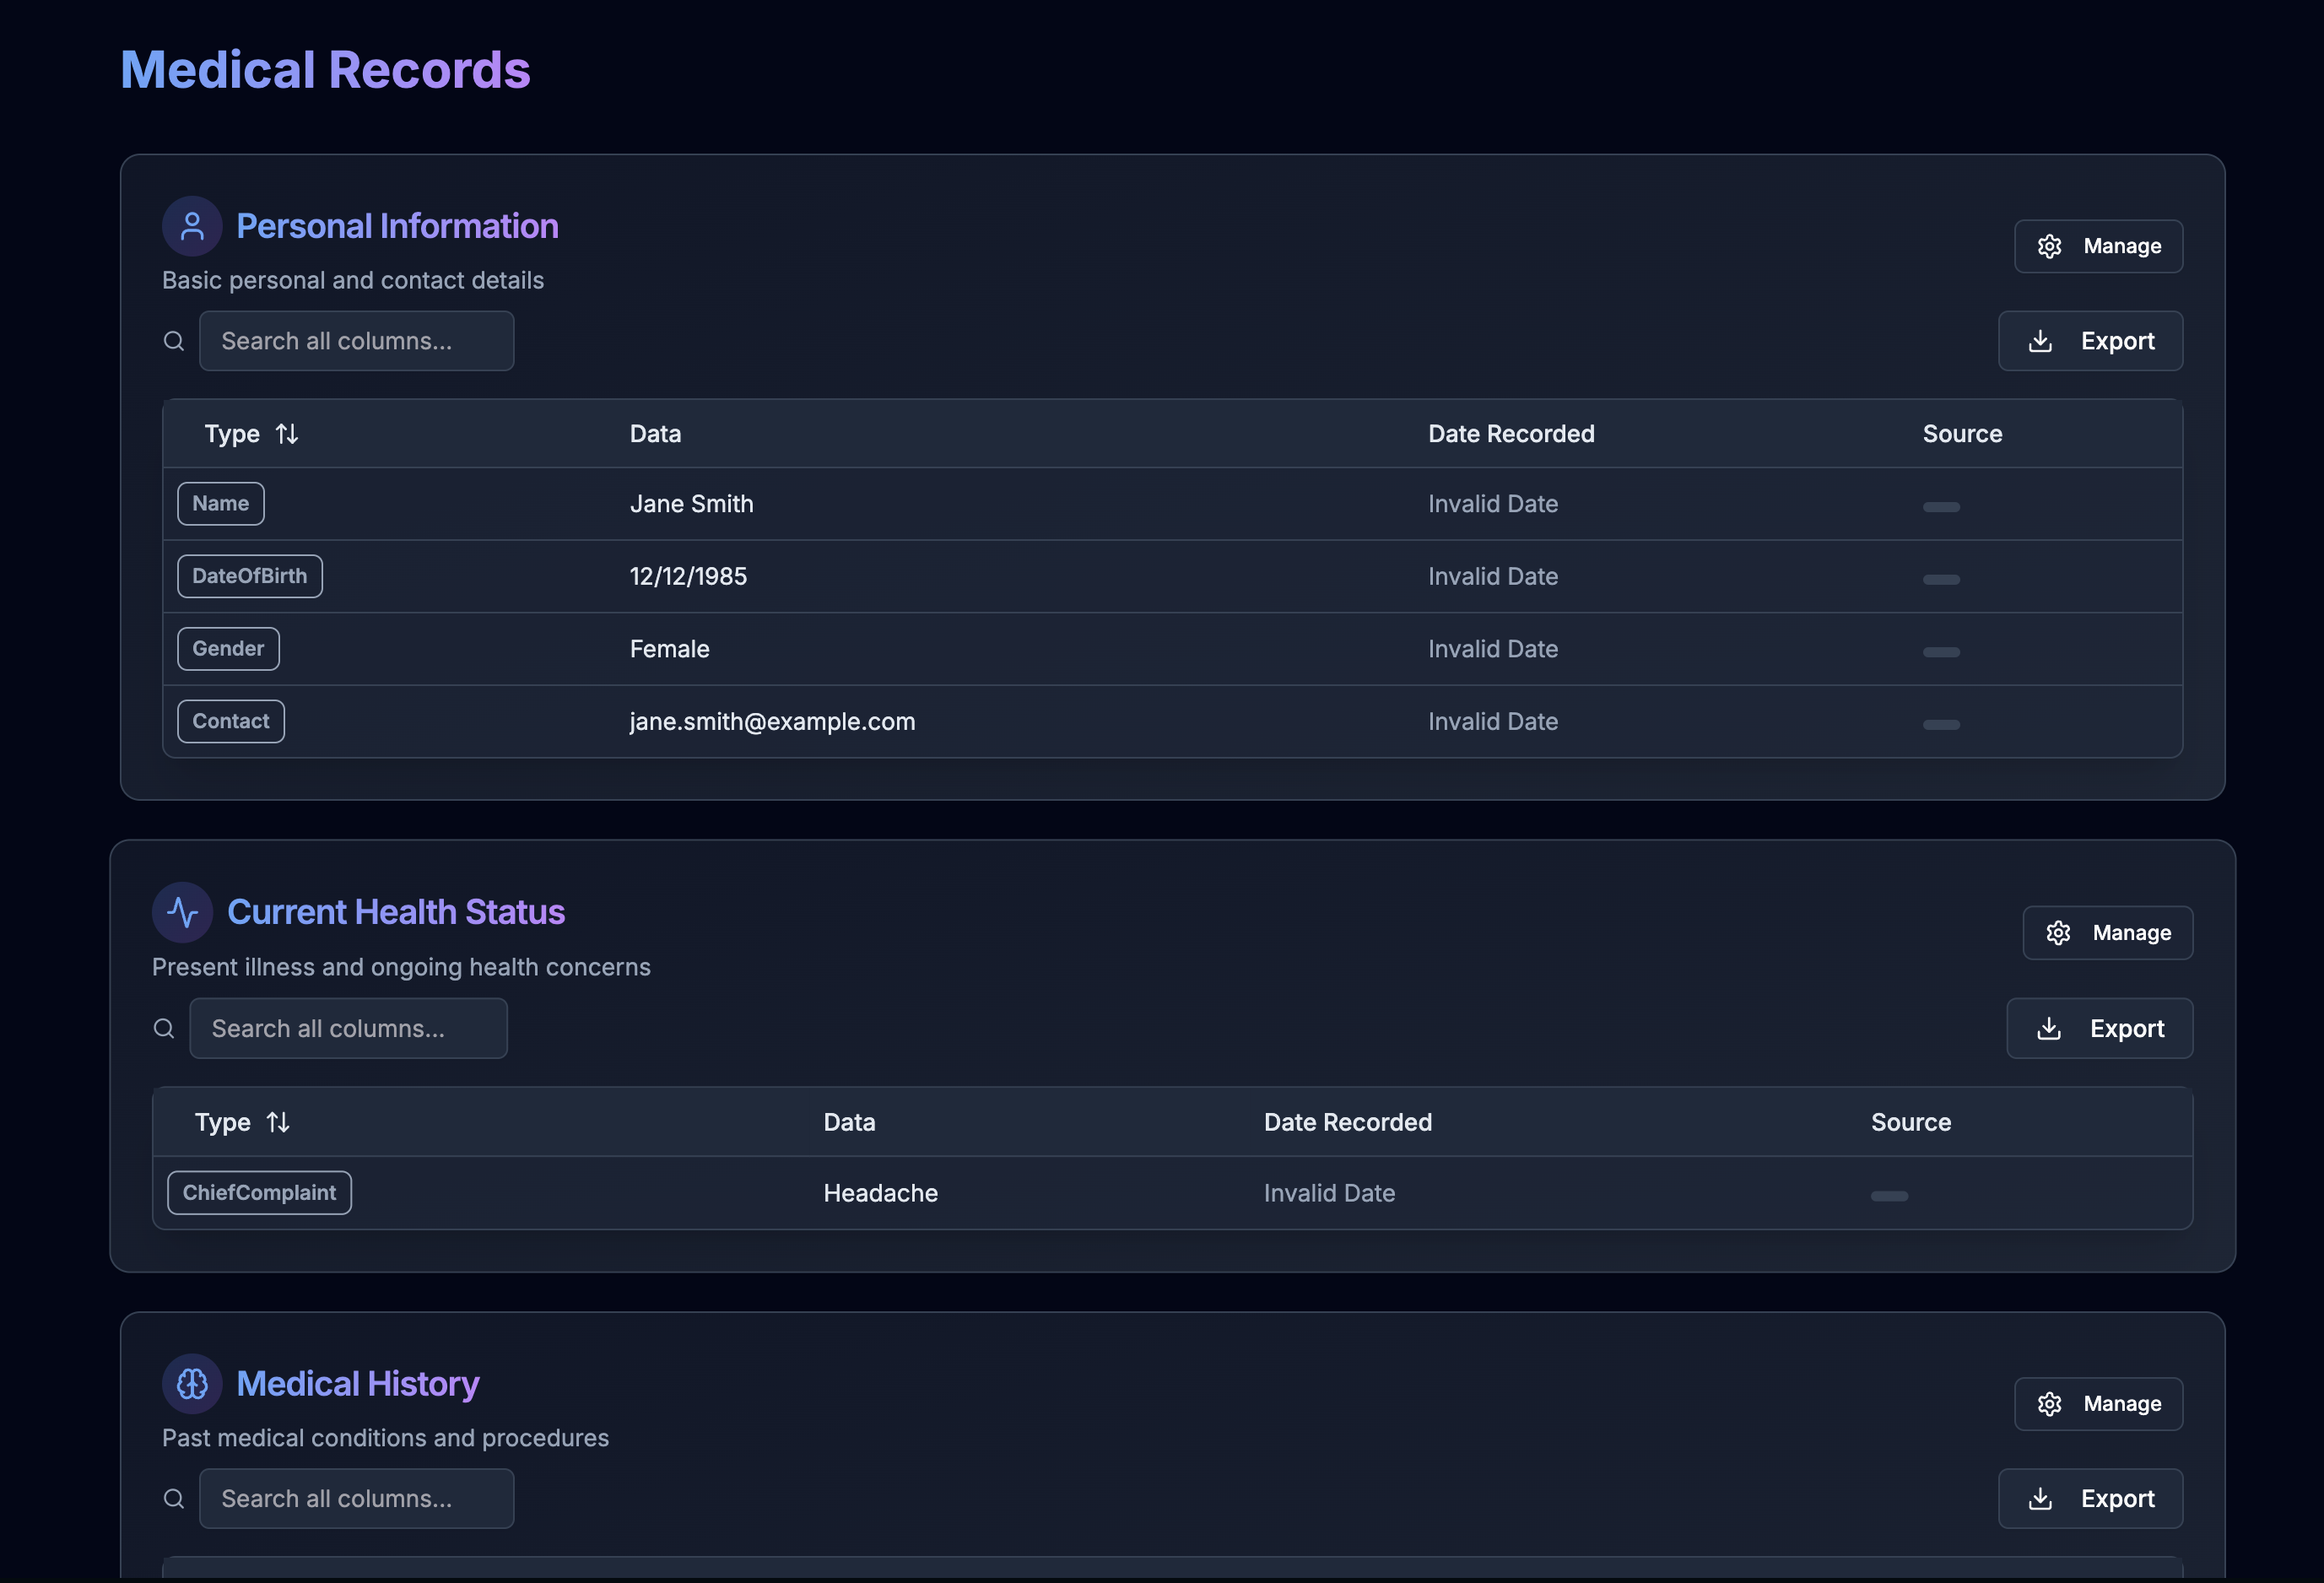 Medical Records
Personal Information
Manage
Basic personal and contact details
Search all columns...
Export
Type Data Date Recorded Source
Name Jane Smith Invalid Date
DateOfBirth 12/12/1985 Invalid Date
Gender Female Invalid Date
Contact jane.smith@example.com Invalid Date
Current Health Status
Manage
Present illness and ongoing health concerns
Search all columns...
Export
Type Data Date Recorded Source
ChiefComplaint Headache Invalid Date
Medical History
Manage
Past medical conditions and procedures
Search all columns...
Export